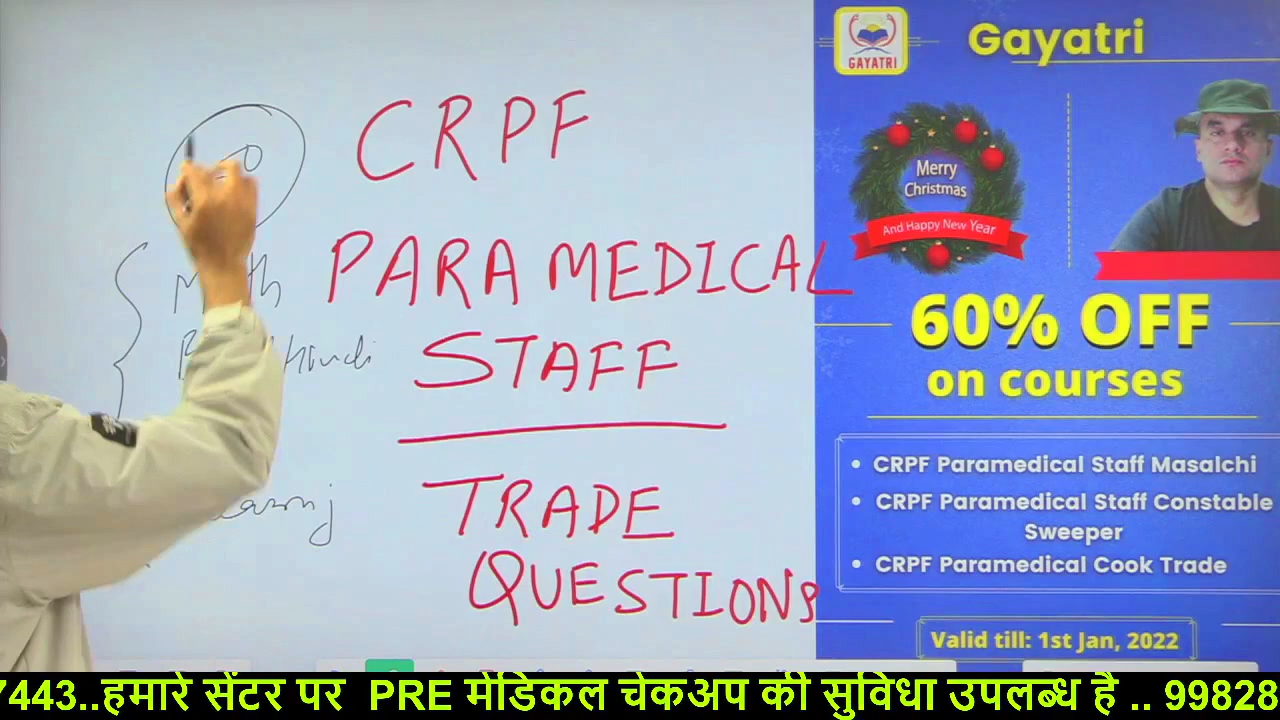 CRPF
PARAMEDICAL
STAFF
TRADE
QUESTIONS
Hindi
GAYATRI
Gayatri
Merry
Christmas
And Happy New Year
60% OFF
on courses
• CRPF Paramedical Staff Masalchi
• CRPF Paramedical Staff Constable
Sweeper
• CRPF Paramedical Cook Trade
Valid till: 1st Jan, 2022
7443..हमारे सेंटर पर PRE मेडिकल चेकअप की सुविधा उपलब्ध है .. 99828